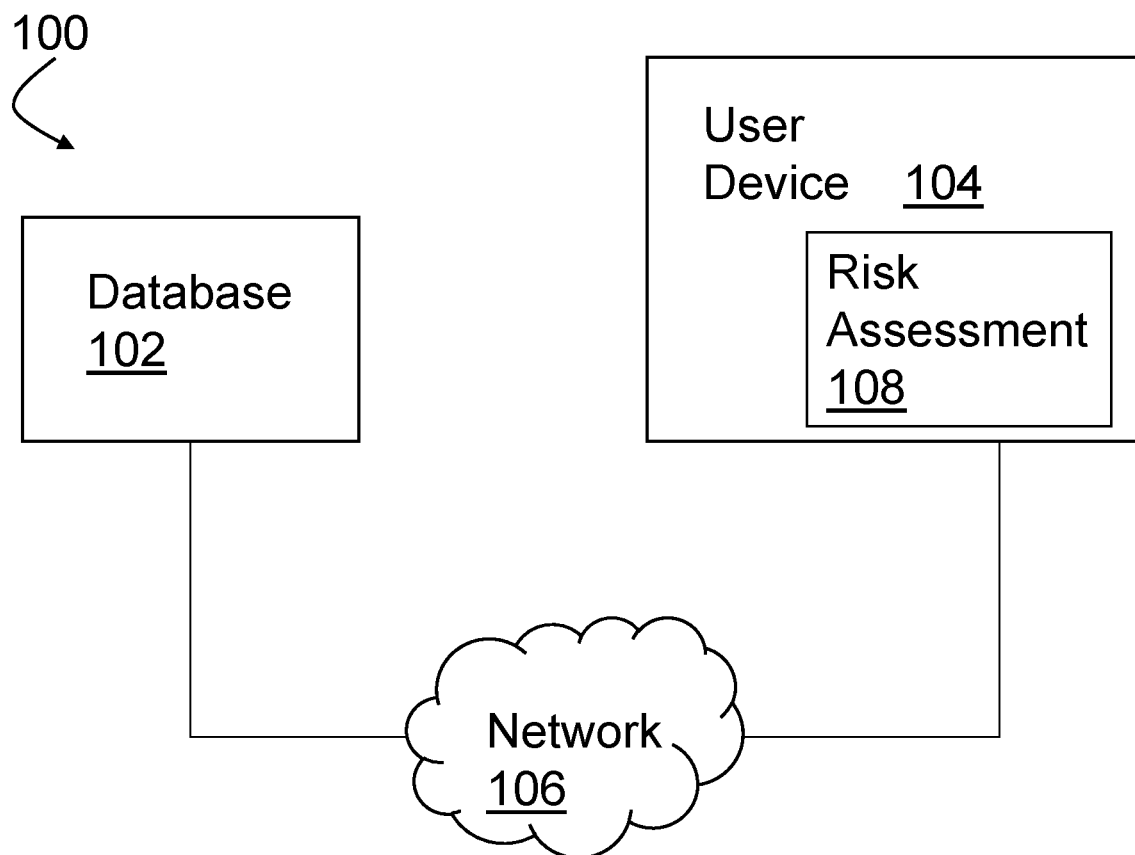 100
User
Device 104
Database
102
Risk
Assessment
108
Network
106